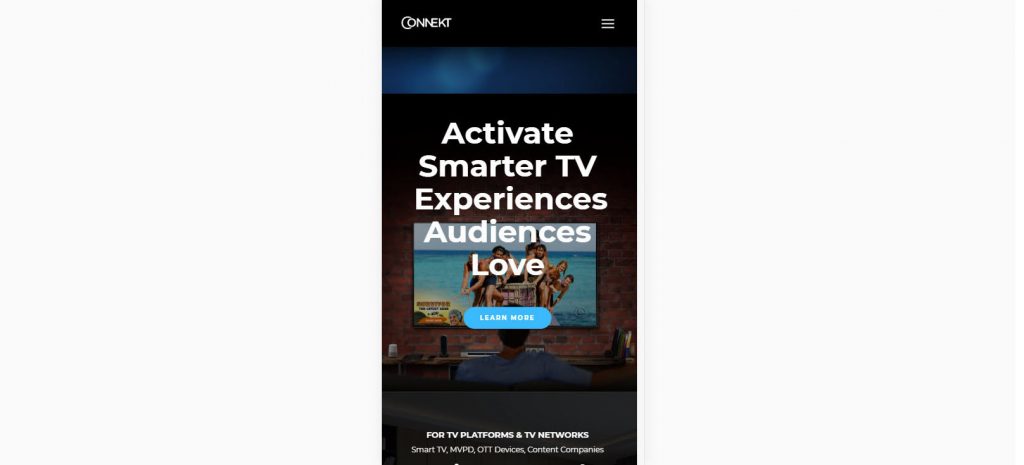 CONNEKT
Activate
Smarter TV
Experiences
Audiences
Love
LEARN MORE
FOR TV PLATFORMS & TV NETWORKS
Smart TV, MVPD, OTT Devices, Content Companies